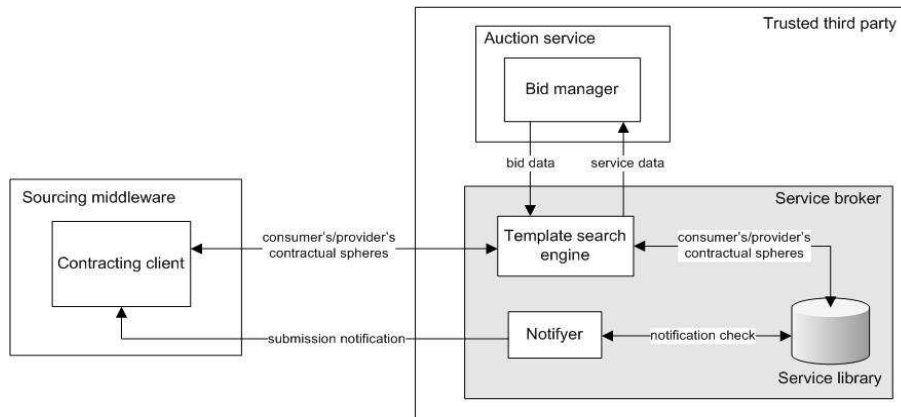 Trusted third party
Auction service
Bid manager
bid data
service data
Sourcing middleware
Service broker
Contracting client
consumer's/provider's
contractual spheres
Template search
engine
consumer's/provider's
contractual spheres
submission notification
Notifyer
notification check
Service library